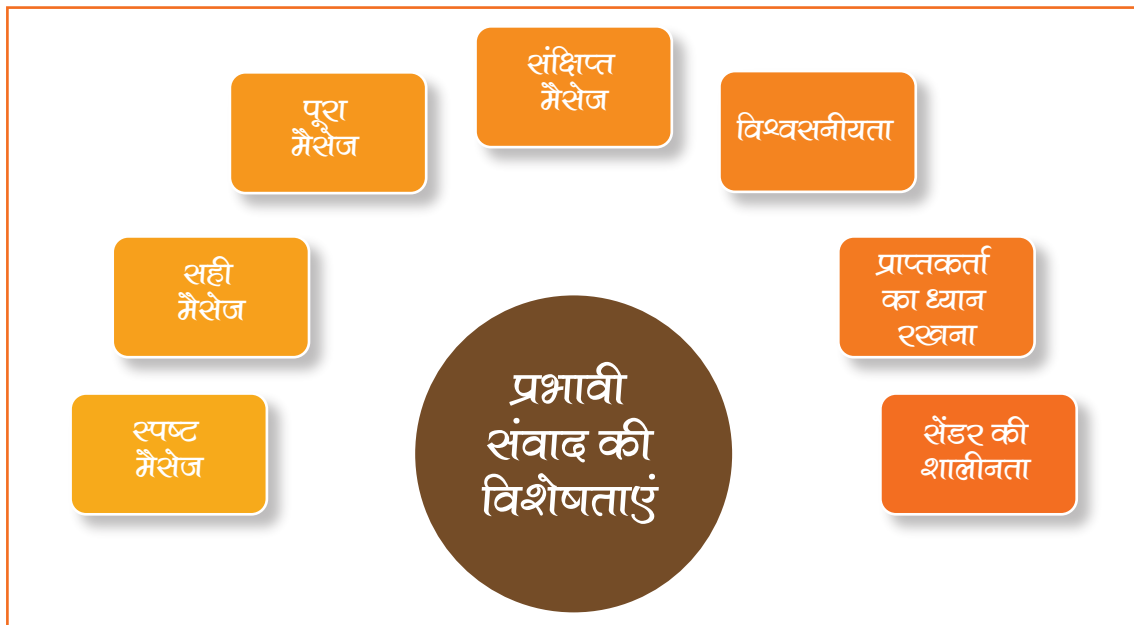 संक्षिप्त
मैसेज
पूरा
मैसेज
विश्वसनीयता
सही
मैसेज
प्राप्तकर्ता
का ध्यान
रखना
स्पष्ट
मैसेज
सेंडर की
शालीनता
प्रभावी
संवाद की
विशेषताएं